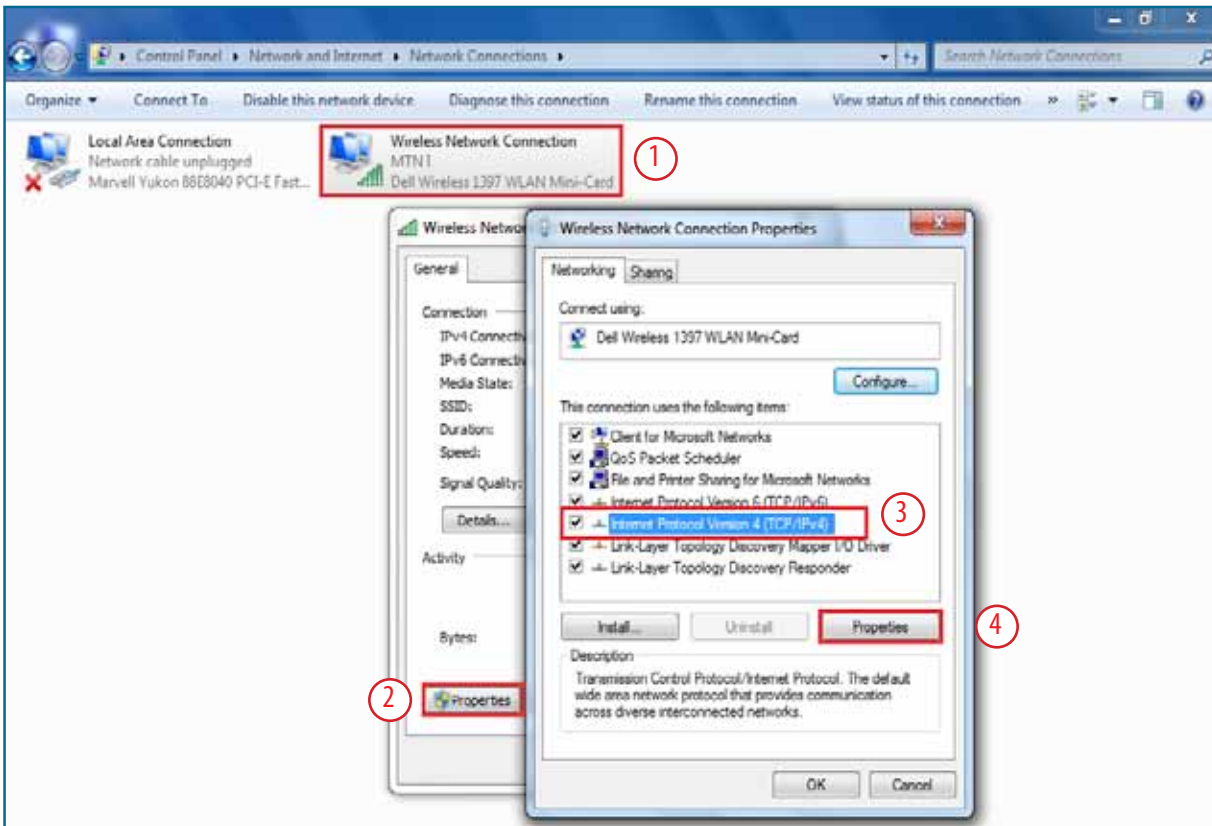 Control Panel ▸ Network and Internet ▸ Network Connections ▸
Search Network Connections
Organize Connect To Disable this network device Diagnose this connection Rename this connection View status of this connection »
Local Area Connection
Network cable unplugged
Marvell Yukon 88E8040 PCI-E Fast...
Wireless Network Connection
MTN I
Dell Wireless 1397 WLAN Mini-Card
1
Wireless Netwo
General
Connection
IPv4 Connecti
IPv6 Connecti
Media State:
SSID:
Duration:
Speed:
Signal Quality:
Details...
Activity
Bytes:
2
Properties
Wireless Network Connection Properties
Networking Sharing
Connect using:
Dell Wireless 1397 WLAN Mini-Card
Configure...
This connection uses the following items:
Client for Microsoft Networks
QoS Packet Scheduler
File and Printer Sharing for Microsoft Networks
Internet Protocol Version 6 (TCP/IPv6)
Internet Protocol Version 4 (TCP/IPv4)
3
Link-Layer Topology Discovery Mapper I/O Driver
Link-Layer Topology Discovery Responder
Install... Uninstall Properties
4
Description
Transmission Control Protocol/Internet Protocol. The default
wide area network protocol that provides communication
across diverse interconnected networks.
OK Cancel